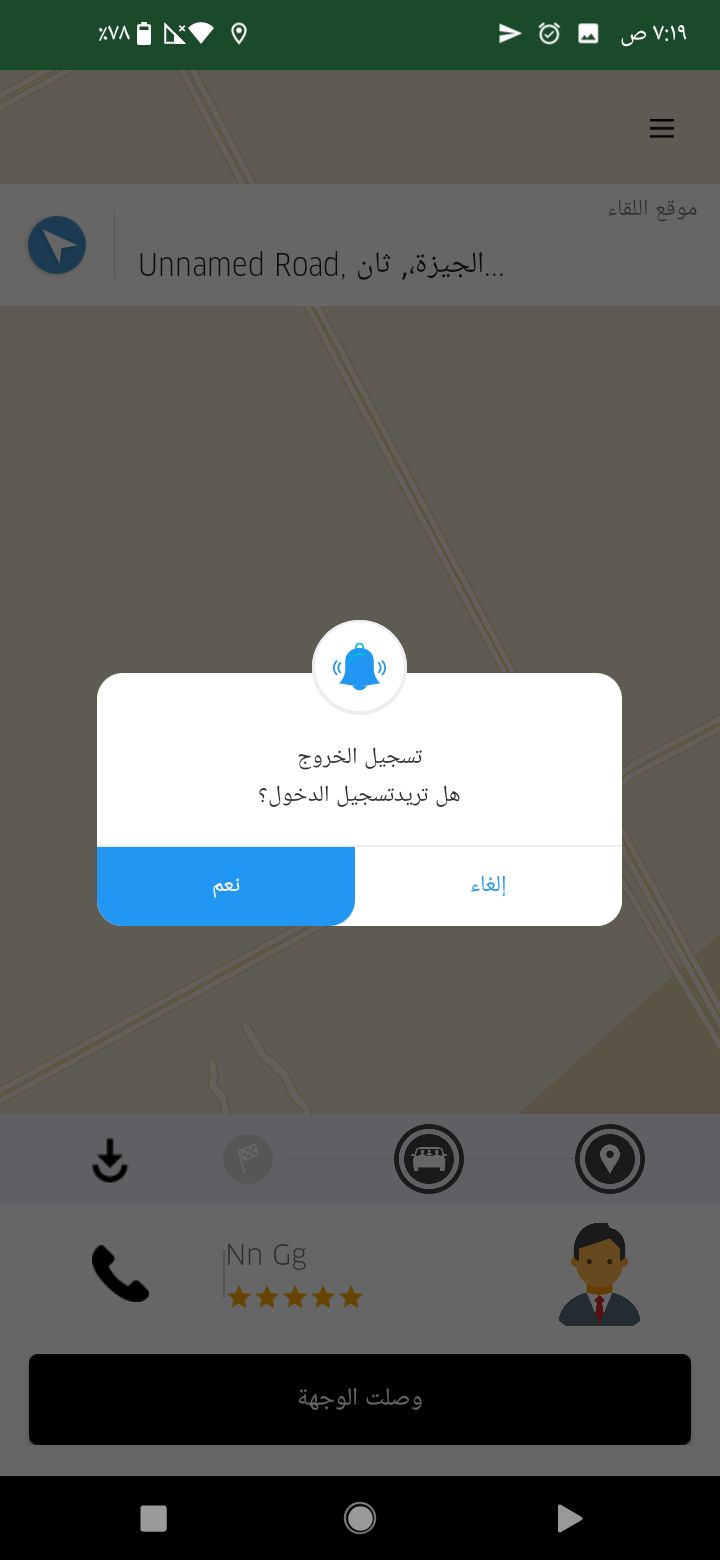 ٧:١٩ ص
٪٧٨
موقع اللقاء
Unnamed Road, الجيزة،, ثان...
تسجيل الخروج
هل تريدتسجيل الدخول؟
إلغاء
نعم
Nn Gg
وصلت الوجهة